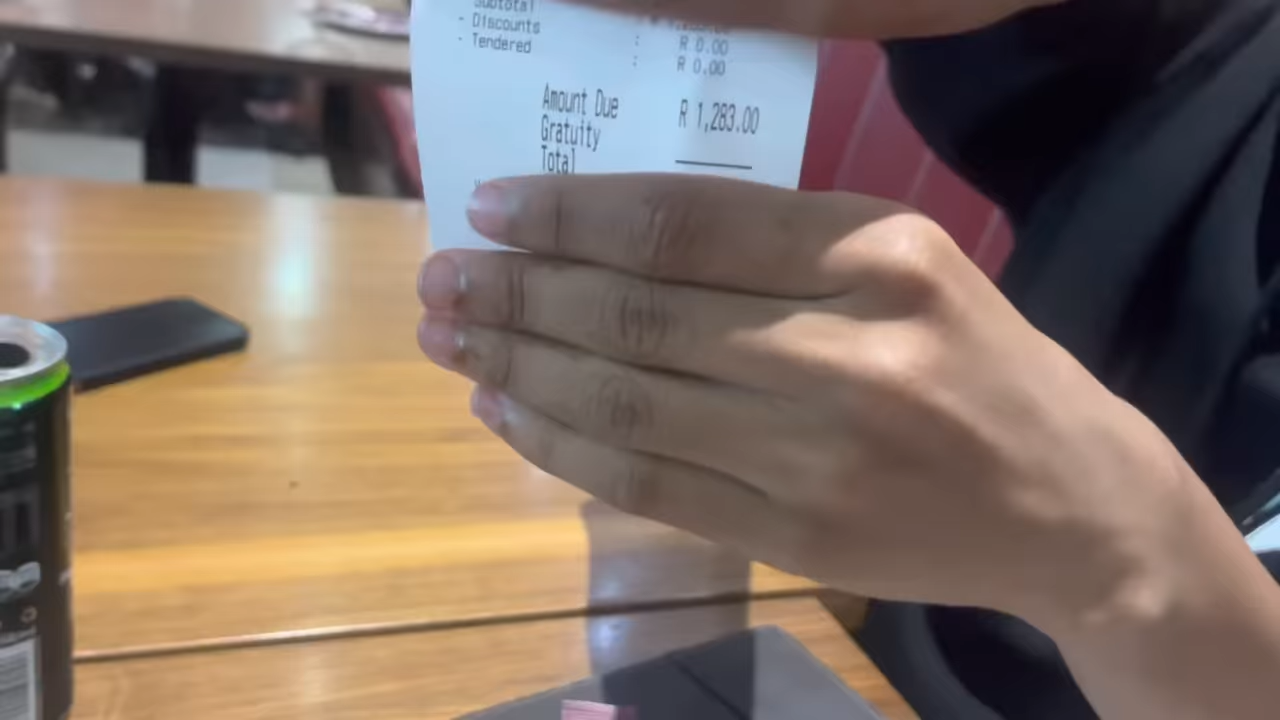 Subtotal
- Discounts : R 0.00
- Tendered : R 0.00
Amount Due R 1,283.00
Gratuity
Total